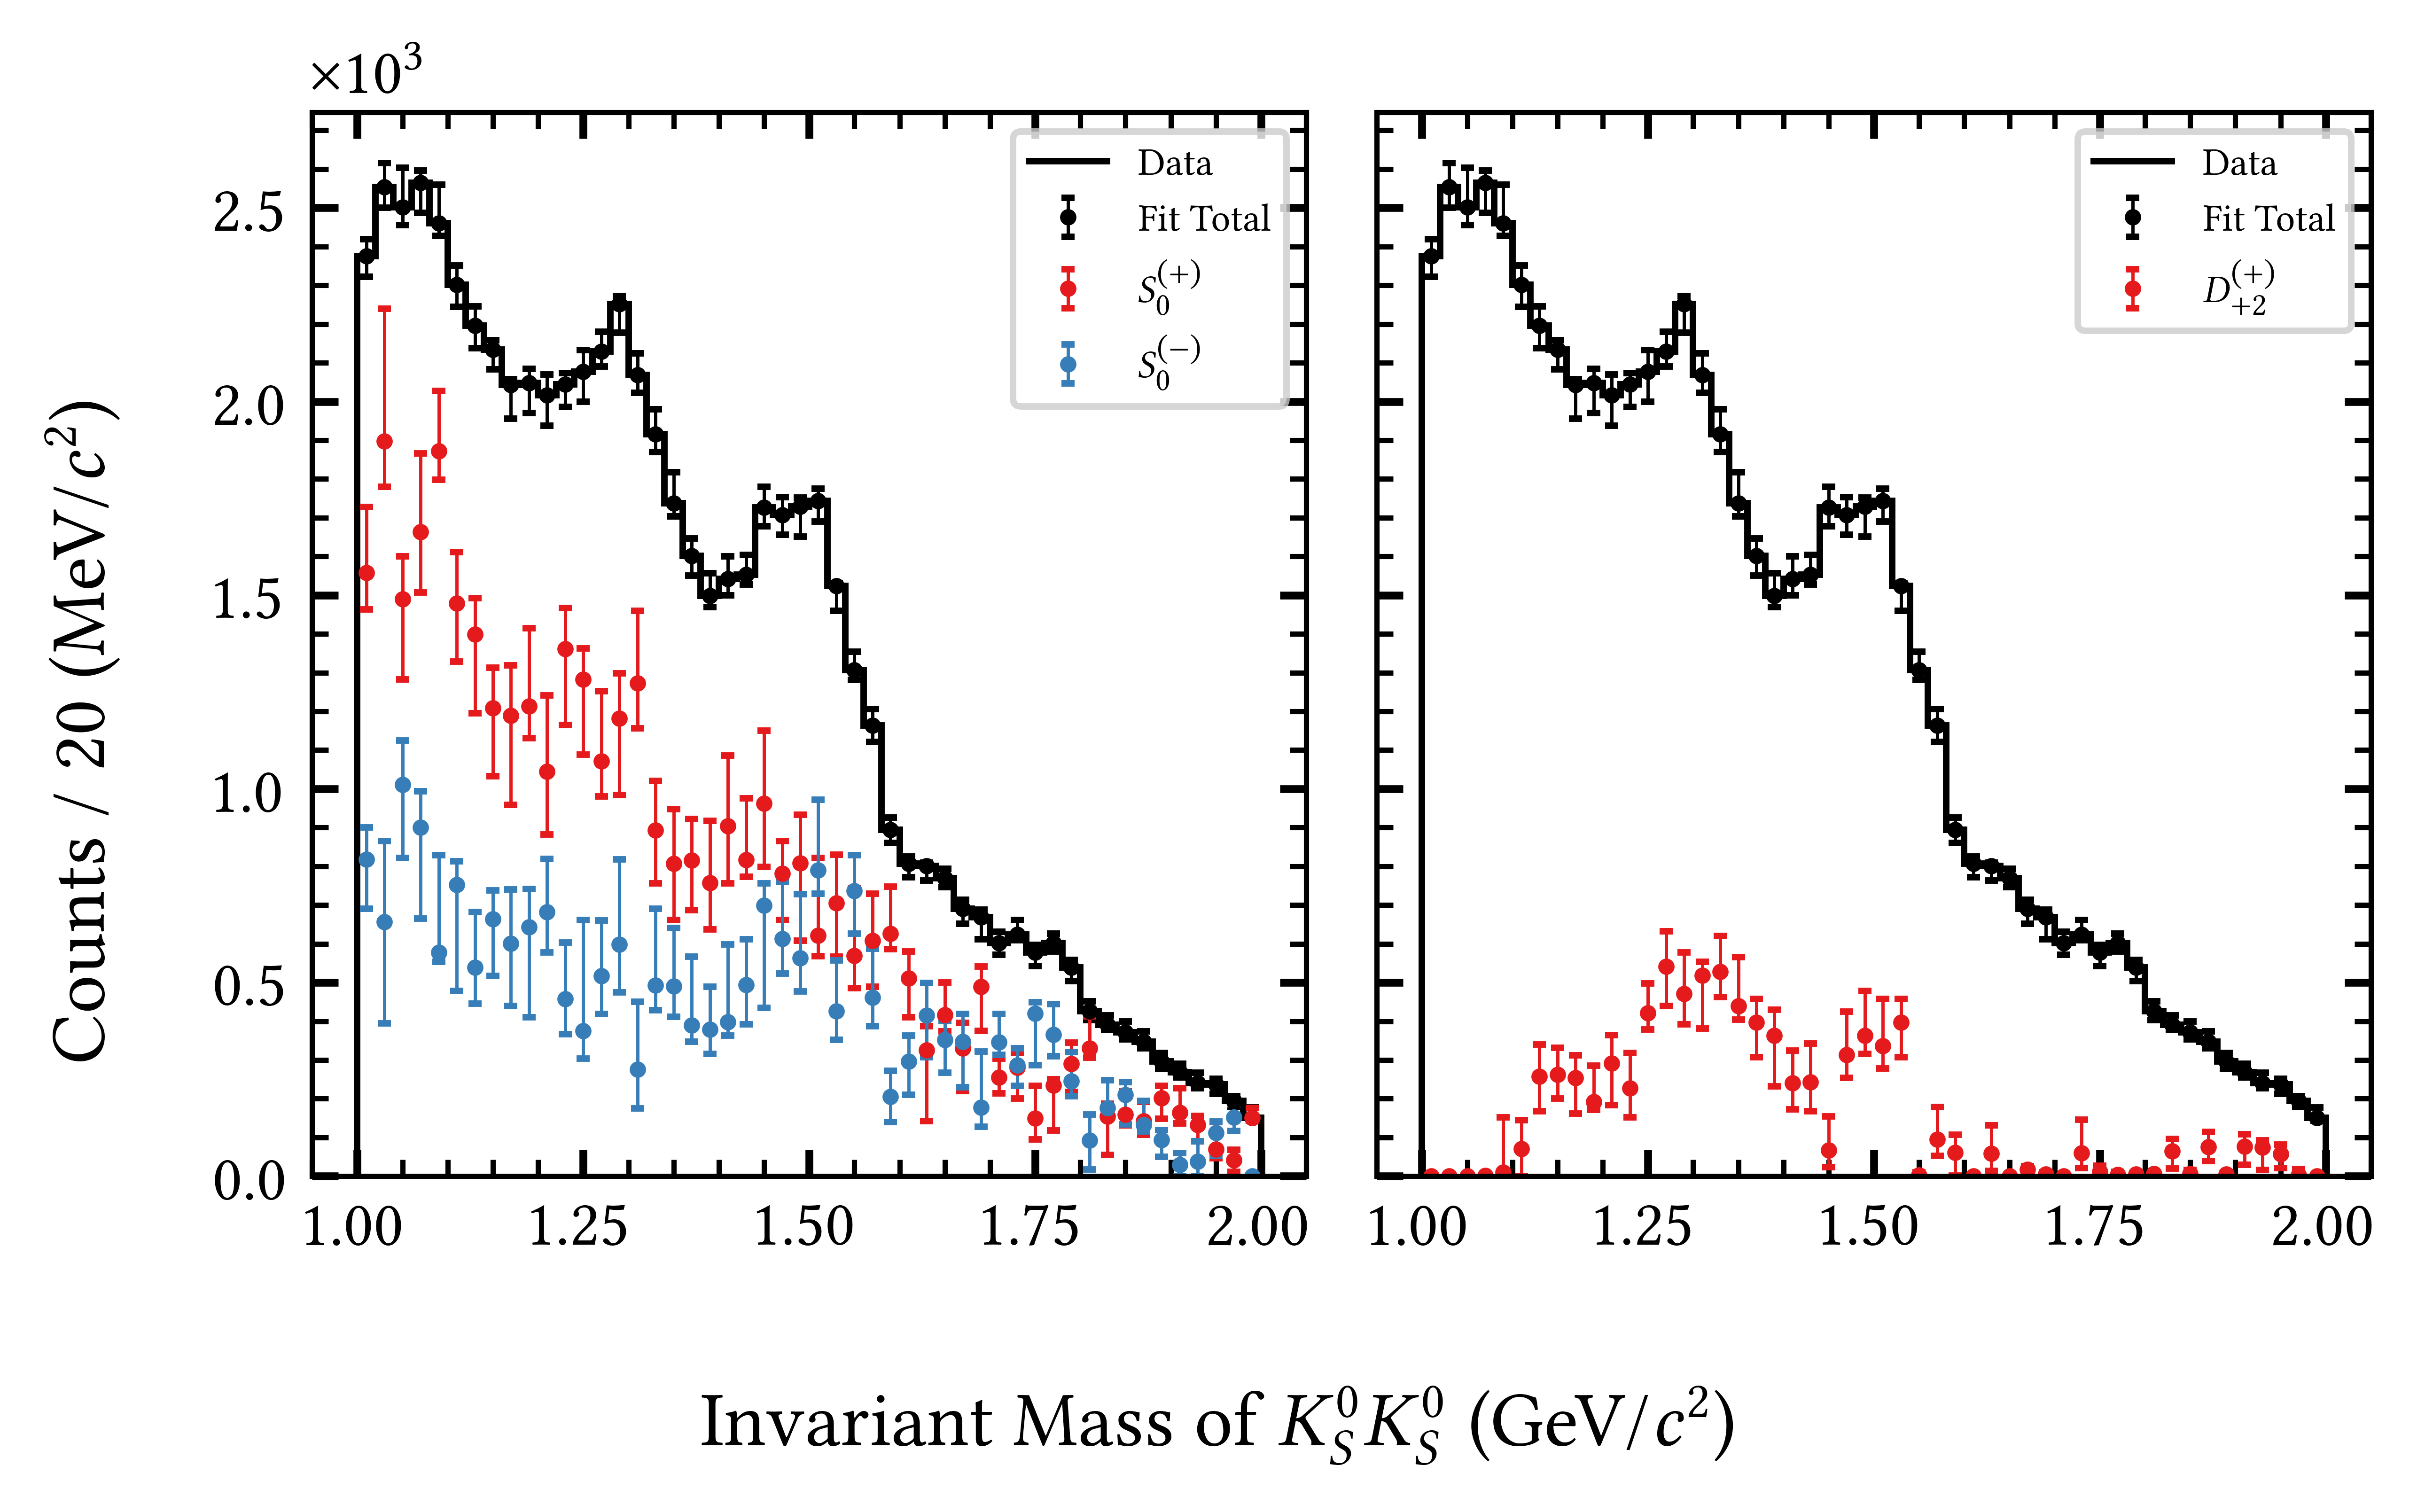 ×10³
Data
Fit Total
S₀⁽⁺⁾
S₀⁽⁻⁾
Data
Fit Total
D₊₂⁽⁺⁾
2.5
2.0
1.5
1.0
0.5
0.0
Counts / 20 (MeV/c²)
1.00 1.25 1.50 1.75 2.00
1.00 1.25 1.50 1.75 2.00
Invariant Mass of K⁰_S K⁰_S (GeV/c²)